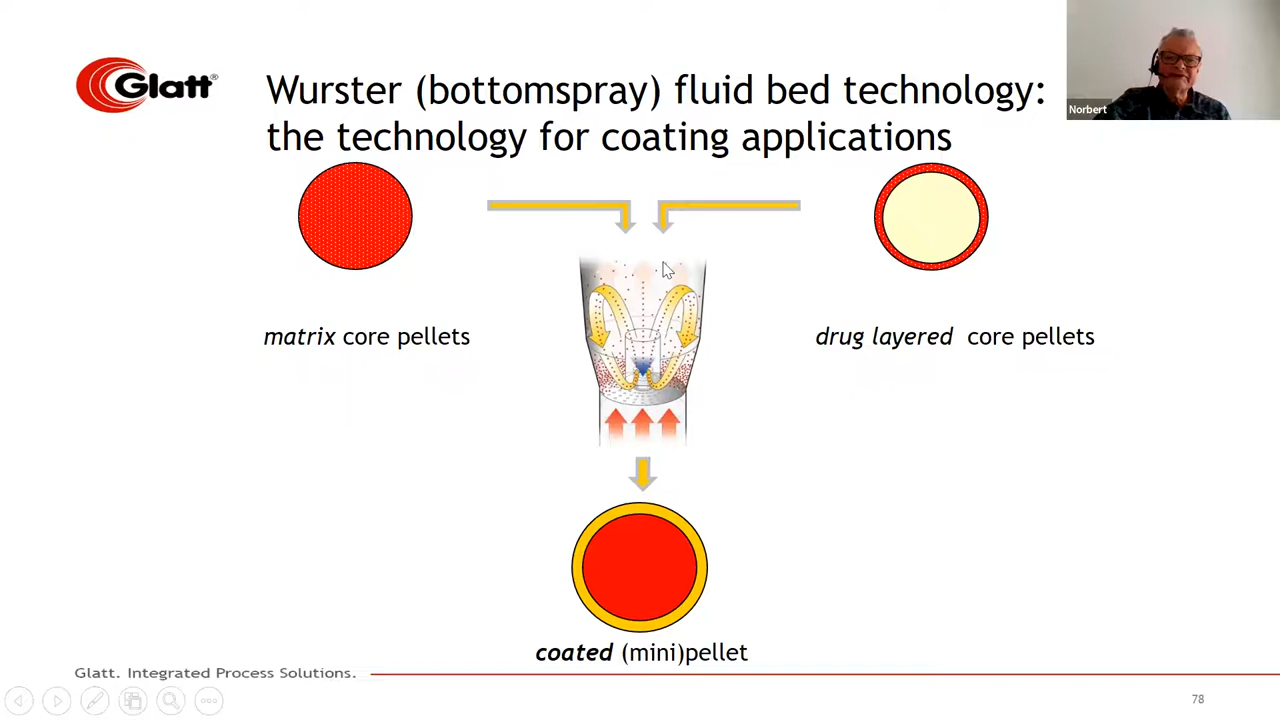 Glatt®
Wurster (bottomspray) fluid bed technology:
the technology for coating applications
Norbert
matrix core pellets
drug layered core pellets
coated (mini)pellet
Glatt. Integrated Process Solutions.
78